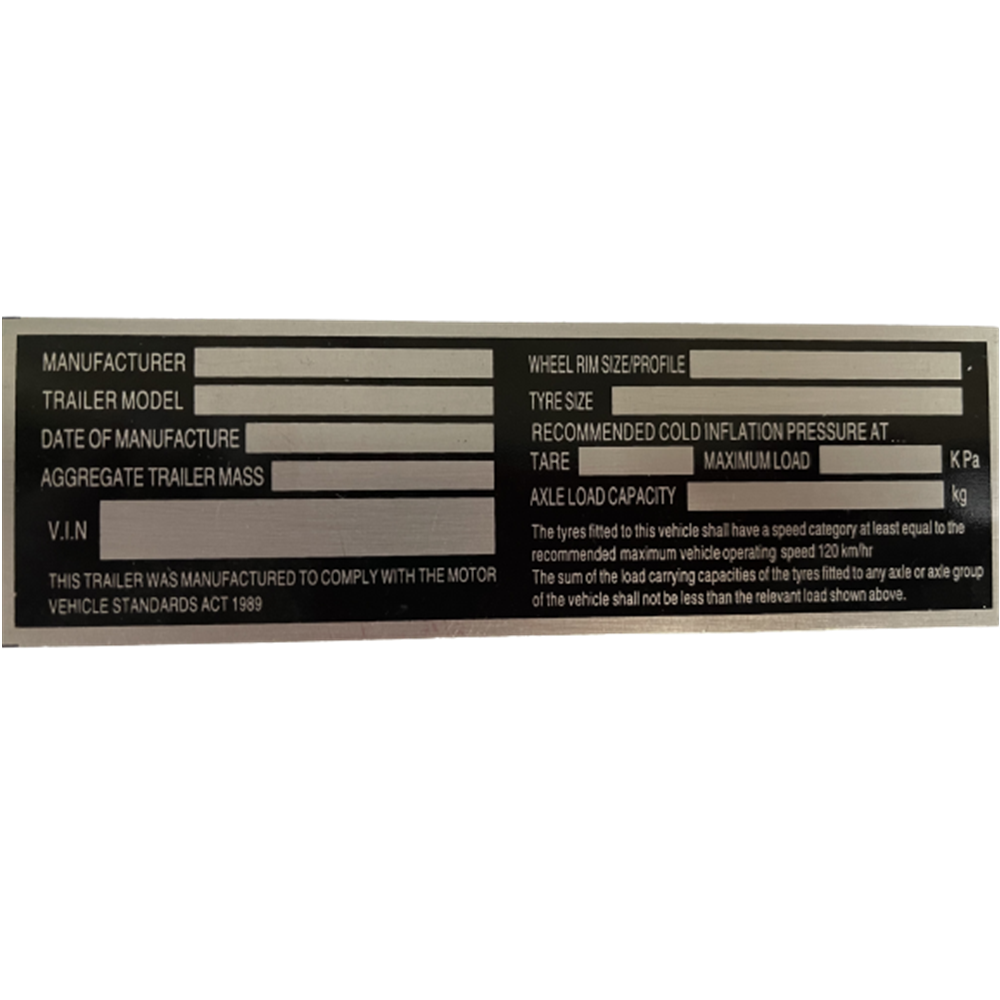 MANUFACTURER
TRAILER MODEL
DATE OF MANUFACTURE
AGGREGATE TRAILER MASS
V.I.N
THIS TRAILER WAS MANUFACTURED TO COMPLY WITH THE MOTOR
VEHICLE STANDARDS ACT 1989
WHEEL RIM SIZE/PROFILE
TYRE SIZE
RECOMMENDED COLD INFLATION PRESSURE AT...
TARE MAXIMUM LOAD K Pa
AXLE LOAD CAPACITY kg
The tyres fitted to this vehicle shall have a speed category at least equal to the
recommended maximum vehicle operating speed 120 km/hr
The sum of the load carrying capacities of the tyres fitted to any axle or axle group
of the vehicle shall not be less than the relevant load shown above.